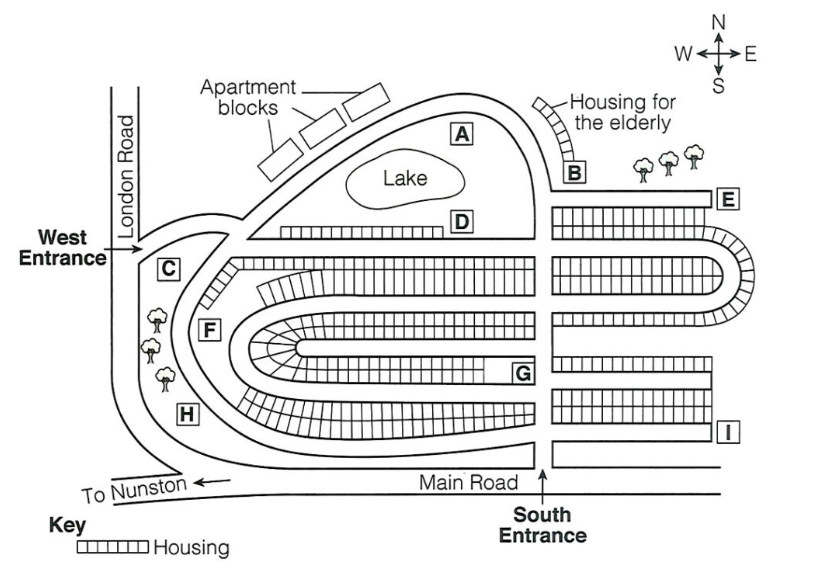 N
W E
S
Apartment
blocks
Housing for
the elderly
London Road
A
B
Lake
E
D
West
Entrance
C
F
G
H
I
Main Road
To Nunston
South
Entrance
Key
Housing